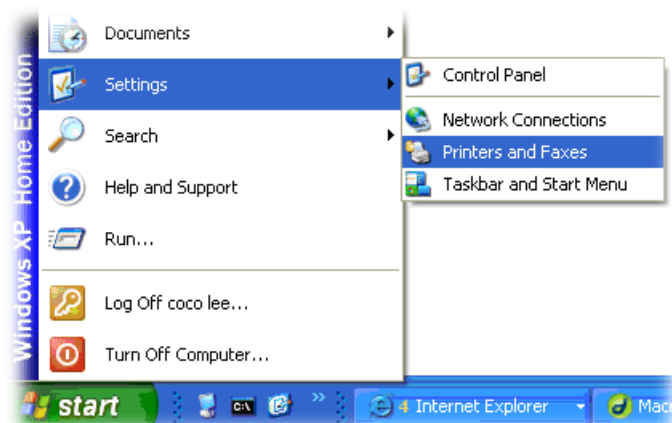 Documents
Settings
Search
Help and Support
Run...
Log Off coco lee...
Turn Off Computer...
Windows XP Home Edition
Control Panel
Network Connections
Printers and Faxes
Taskbar and Start Menu
start
C:\
4 Internet Explorer